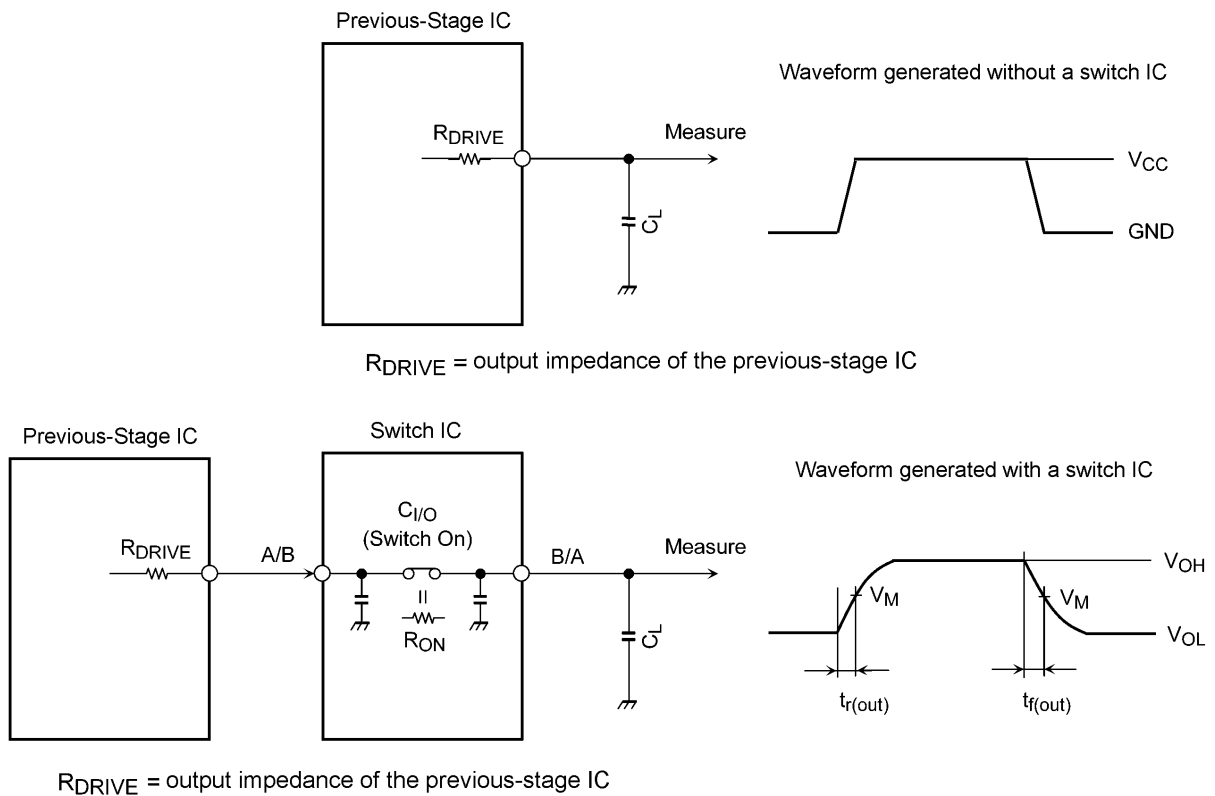 Previous-Stage IC
Waveform generated without a switch IC
RDRIVE
Measure
VCC
CL
GND
RDRIVE = output impedance of the previous-stage IC
Previous-Stage IC
Switch IC
Waveform generated with a switch IC
CI/O
(Switch On)
RDRIVE
A/B
B/A
Measure
VOH
VM
VM
RON
CL
VOL
tr(out)
tf(out)
RDRIVE = output impedance of the previous-stage IC